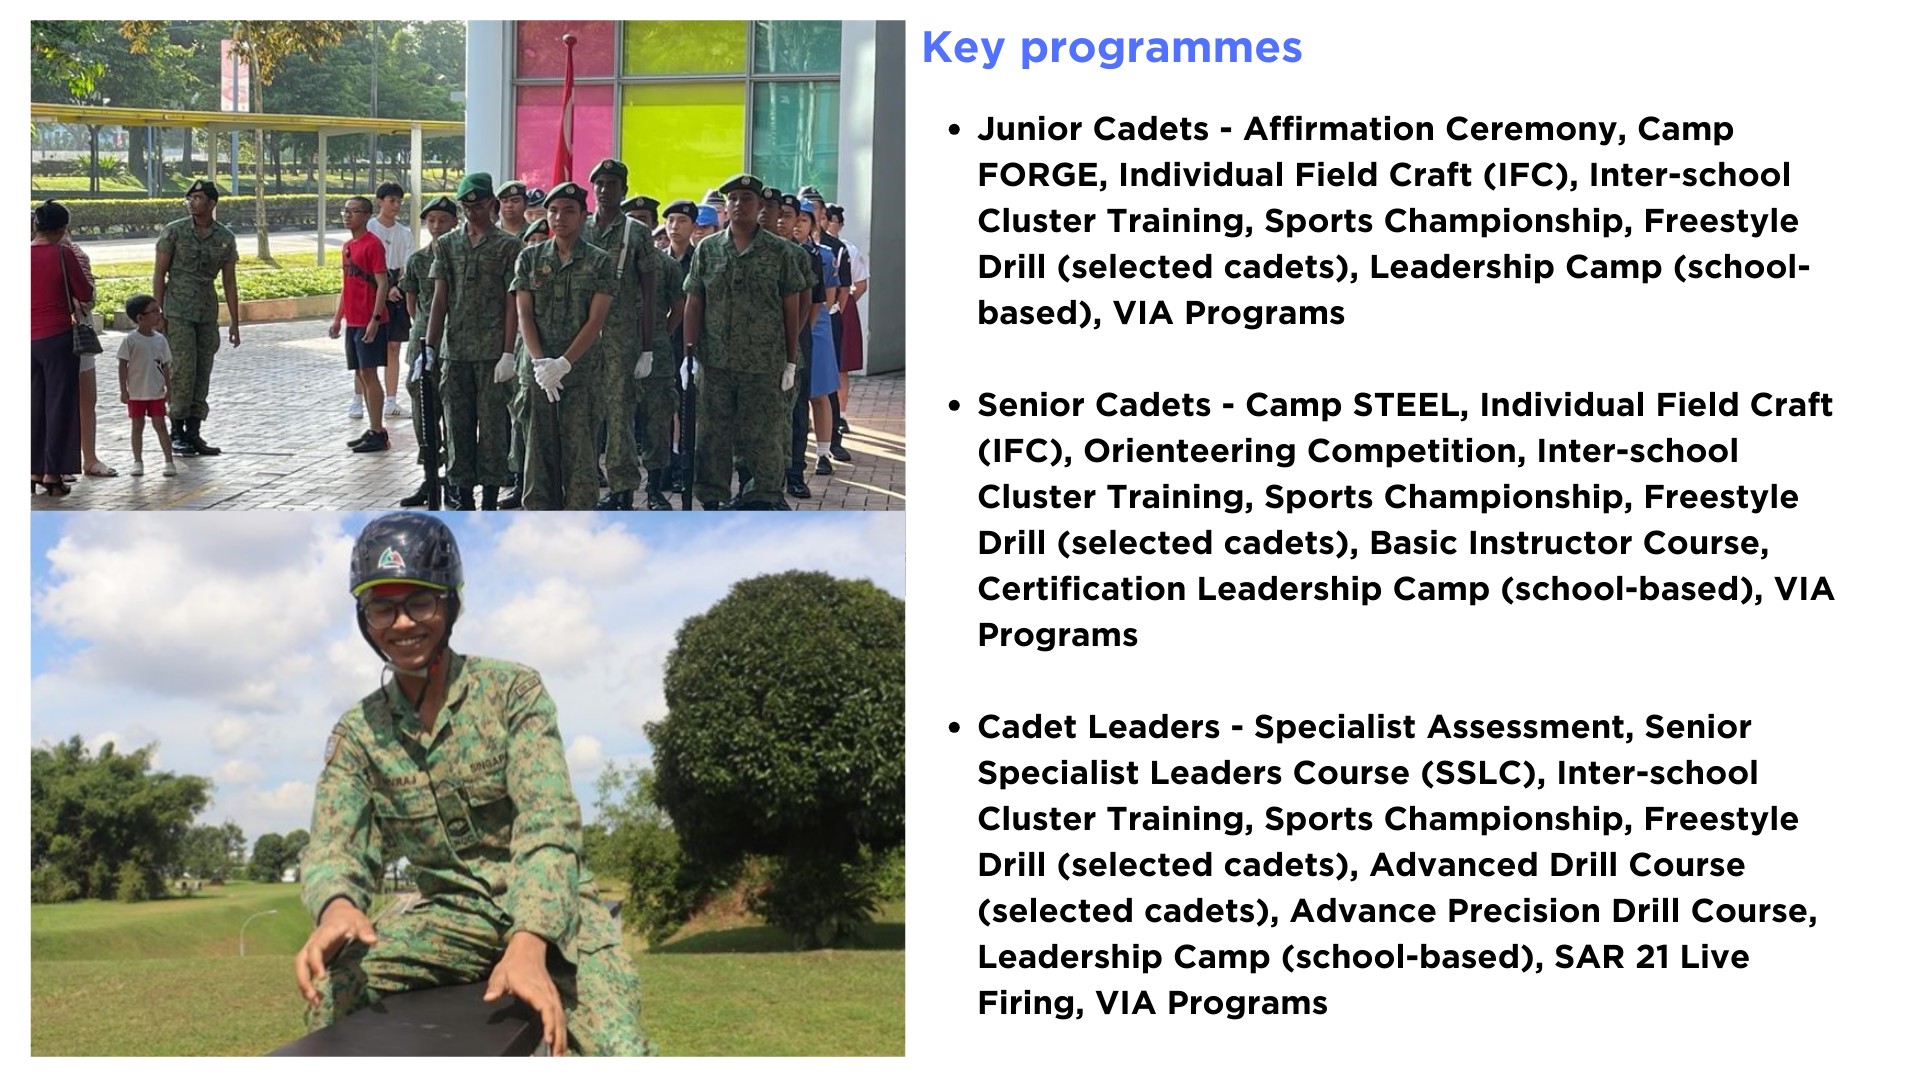 Key programmes
• Junior Cadets - Affirmation Ceremony, Camp
FORGE, Individual Field Craft (IFC), Inter-school
Cluster Training, Sports Championship, Freestyle
Drill (selected cadets), Leadership Camp (school-
based), VIA Programs
• Senior Cadets - Camp STEEL, Individual Field Craft
(IFC), Orienteering Competition, Inter-school
Cluster Training, Sports Championship, Freestyle
Drill (selected cadets), Basic Instructor Course,
Certification Leadership Camp (school-based), VIA
Programs
• Cadet Leaders - Specialist Assessment, Senior
Specialist Leaders Course (SSLC), Inter-school
Cluster Training, Sports Championship, Freestyle
Drill (selected cadets), Advanced Drill Course
(selected cadets), Advance Precision Drill Course,
Leadership Camp (school-based), SAR 21 Live
Firing, VIA Programs